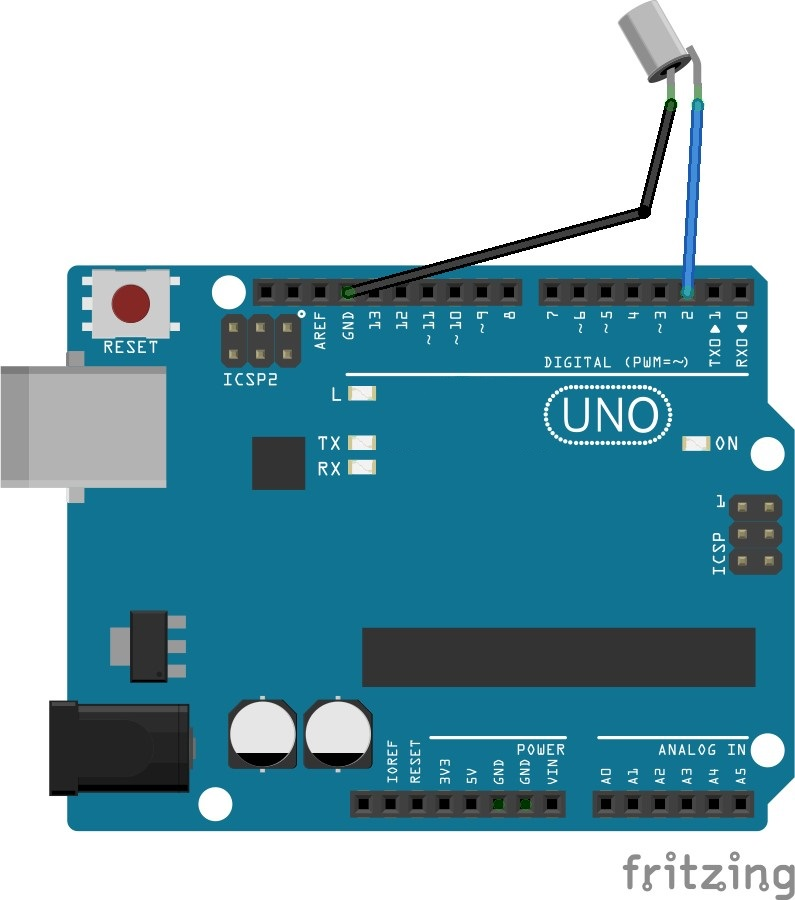 RESET
ICSP2
AREF
GND
13
12
~11
~10
~9
8
7
~6
~5
4
~3
2
TX0▶1
RX0◀0
DIGITAL (PWM=~)
L
TX
RX
UNO
ON
1
ICSP
POWER
ANALOG IN
IOREF
RESET
3V3
5V
GND
GND
VIN
A0
A1
A2
A3
A4
A5
fritzing